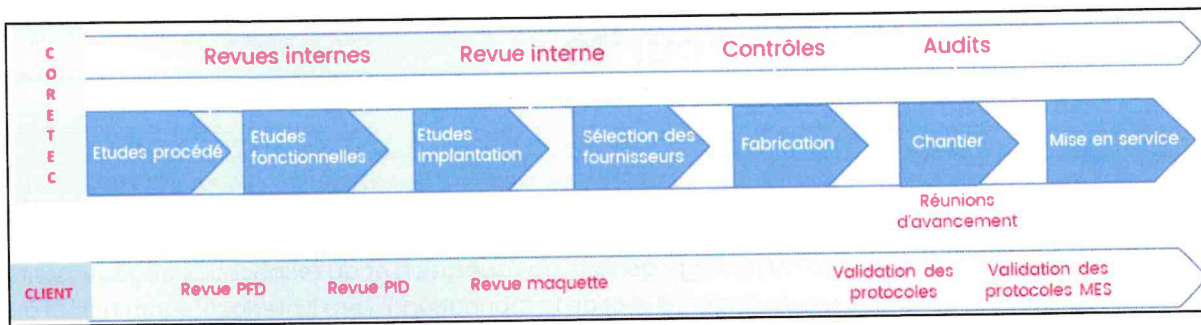 CORETEC
Revues internes
Revue interne
Contrôles
Audits
Etudes procédé
Etudes
fonctionnelles
Etudes
implantation
Sélection des
fournisseurs
Fabrication
Chantier
Mise en service
Réunions
d'avancement
CLIENT
Revue PFD
Revue PID
Revue maquette
Validation des
protocoles
Validation des
protocoles MES